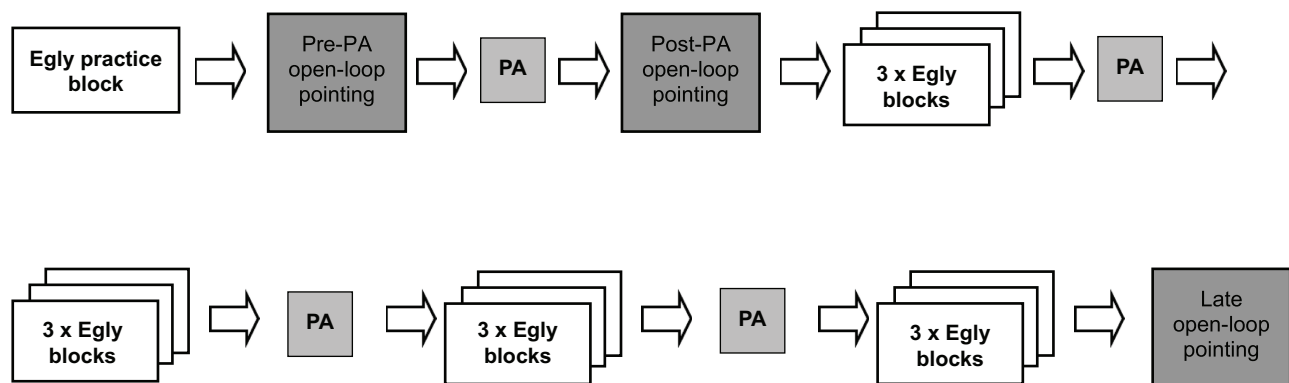 Egly practice
block
Pre-PA
open-loop
pointing
PA
Post-PA
open-loop
pointing
3 x Egly
blocks
PA
3 x Egly
blocks
PA
3 x Egly
blocks
PA
3 x Egly
blocks
Late
open-loop
pointing